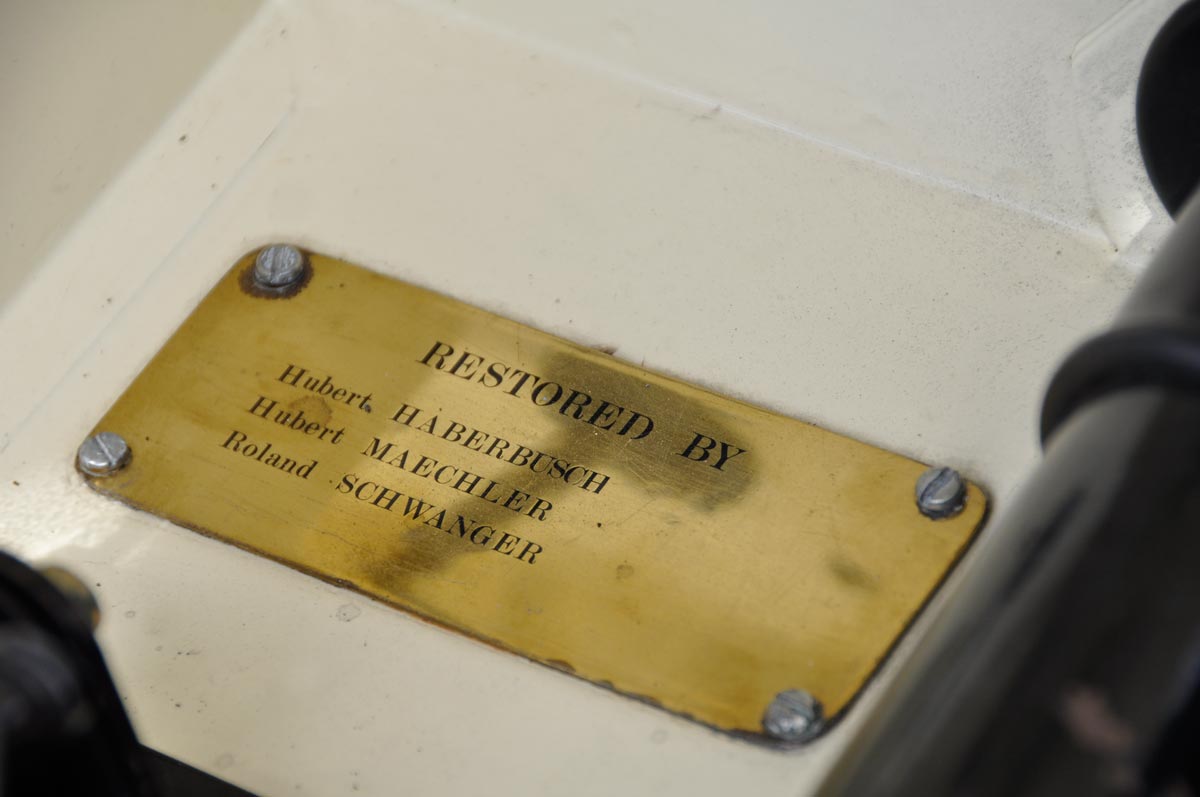 RESTORED BY
Hubert HABERBUSCH
Hubert MAECHLER
Roland SCHWANGER